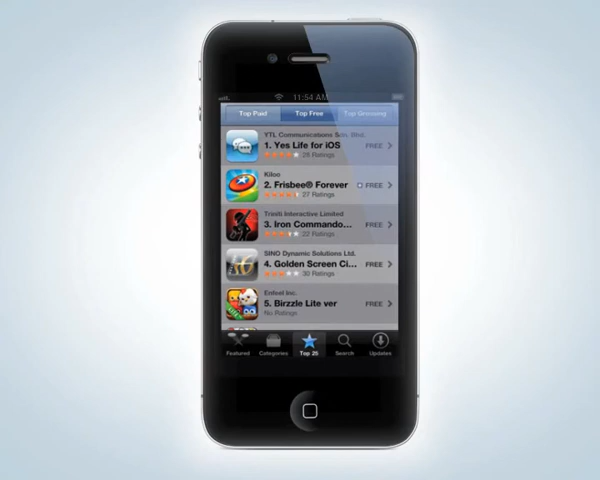 11:54 AM
Top Paid Top Free Top Grossing
YTL Communications Sdn. Bhd.
1. Yes Life for iOS FREE
28 Ratings
Kiloo
2. Frisbee® Forever FREE
27 Ratings
Triniti Interactive Limited
3. Iron Commando... FREE
22 Ratings
SINO Dynamic Solutions Ltd.
4. Golden Screen Ci... FREE
30 Ratings
Enfeel Inc.
5. Birzzle Lite ver FREE
No Ratings
Featured Categories Top 25 Search Updates